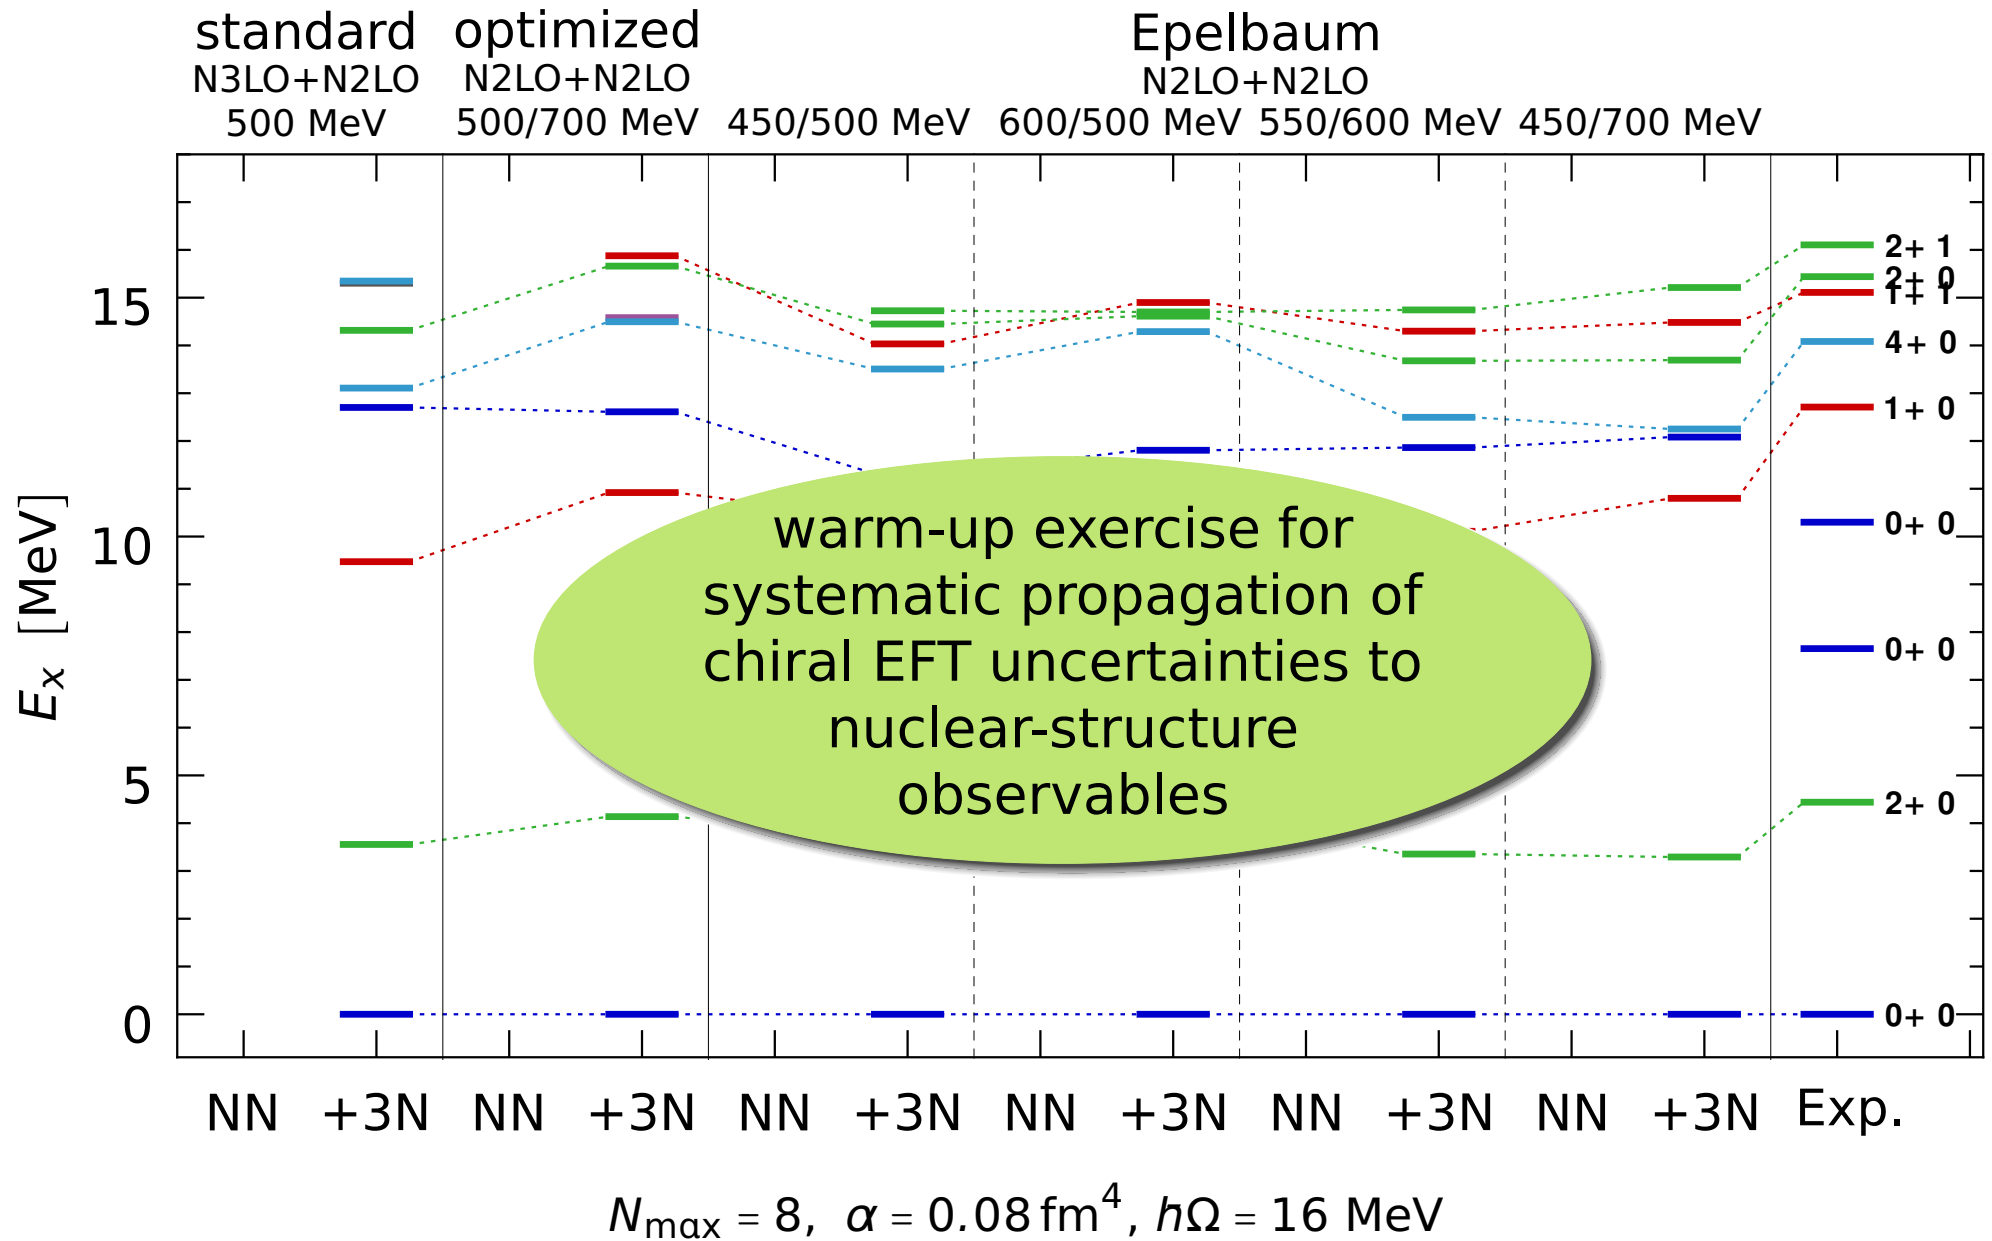 standard optimized Epelbaum
N3LO+N2LO N2LO+N2LO N2LO+N2LO
500 MeV 500/700 MeV 450/500 MeV 600/500 MeV 550/600 MeV 450/700 MeV
2+ 1
2+ 0
1+ 1
15
4+ 0
1+ 0
0+ 0
10
warm-up exercise for
systematic propagation of
chiral EFT uncertainties to
nuclear-structure
observables
Eₓ [MeV]
0+ 0
5
2+ 0
0
0+ 0
NN +3N NN +3N NN +3N NN +3N NN +3N NN +3N Exp.
N_max = 8, α = 0.08 fm⁴, ℏΩ = 16 MeV